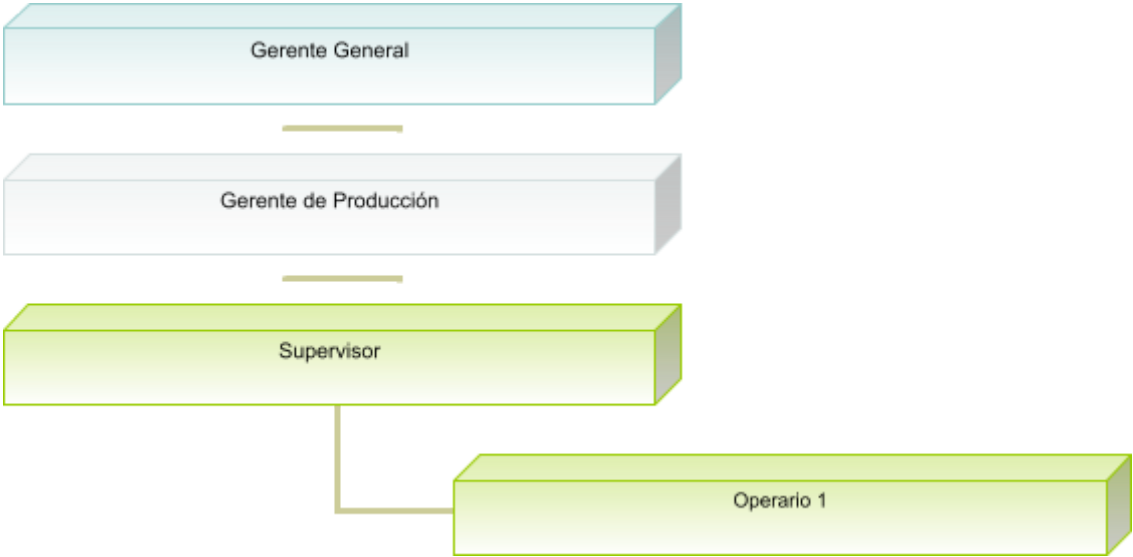 Gerente General
Gerente de Producción
Supervisor
Operario 1